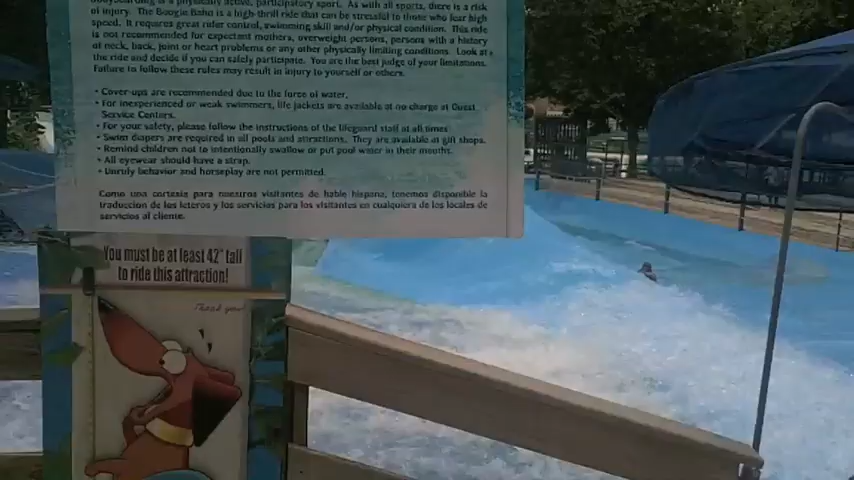 bodyboarding is a physically active, participatory sport. As with all sports, there is a risk
of injury. The Boogie Bahn is a high-thrill ride that can be stressful to those who fear high
speed. It requires great rider control, swimming skill and/or physical condition. This ride
is not recommended for expectant mothers, overweight persons, persons with a history
of neck, back, joint or heart problems or any other physically limiting conditions. Look at
the ride and decide if you can safely participate. You are the best judge of your limitations.
Failure to follow these rules may result in injury to yourself or others.
• Cover-ups are recommended due to the force of water.
• For inexperienced or weak swimmers, life jackets are available at no charge at Guest
Service Centers.
• For your safety, please follow the instructions of the lifeguard staff at all times.
• Swim diapers are required in all pools and attractions. They are available at gift shops.
• Remind children not to intentionally swallow or put pool water in their mouths.
• All eyewear should have a strap.
• Unruly behavior and horseplay are not permitted.
Como una cortesía para nuestros visitantes de hable hispana, tenemos disponible la
traducción de los leteros y los servicios para los visitantes en cualquiera de los locales de
servicios al cliente.
You must be at least 42" tall
to ride this attraction!
Thank you!